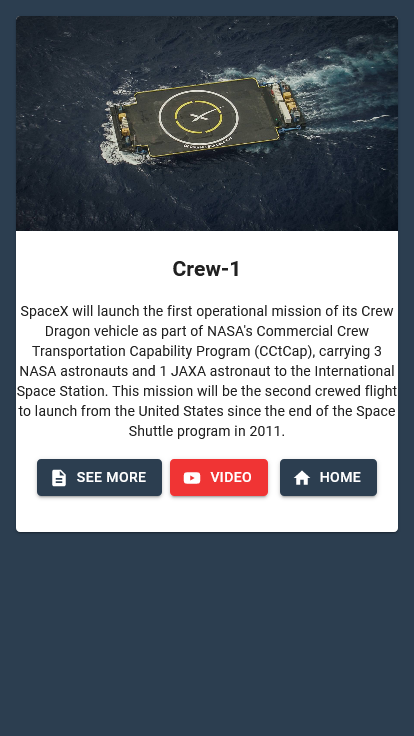 Crew-1
SpaceX will launch the first operational mission of its Crew
Dragon vehicle as part of NASA's Commercial Crew
Transportation Capability Program (CCtCap), carrying 3
NASA astronauts and 1 JAXA astronaut to the International
Space Station. This mission will be the second crewed flight
to launch from the United States since the end of the Space
Shuttle program in 2011.
SEE MORE
VIDEO
HOME